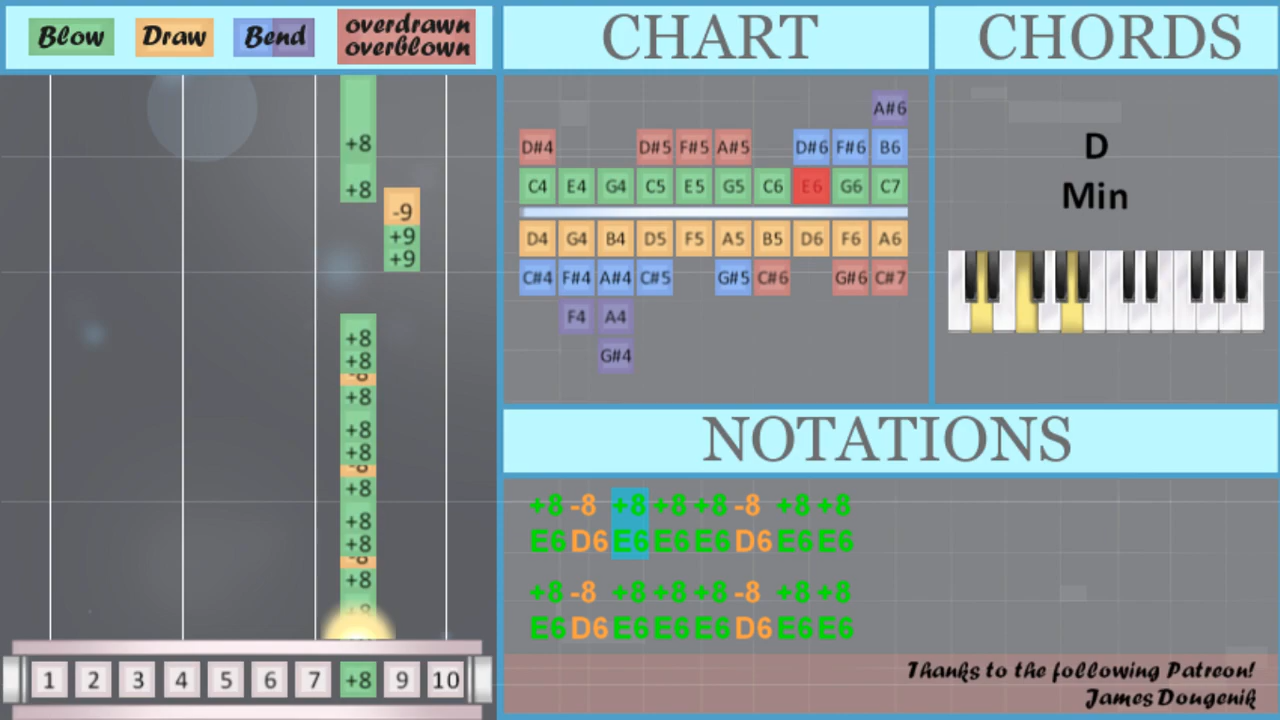 Blow Draw Bend overdrawn
overblown
CHART
CHORDS
+8
+8
-9
+9
+9
+8
+8
-8
+8
+8
+8
-8
+8
+8
+8
-8
+8
+8
1 2 3 4 5 6 7 +8 9 10
A#6
D#4 D#5 F#5 A#5 D#6 F#6 B6
C4 E4 G4 C5 E5 G5 C6 E6 G6 C7
D4 G4 B4 D5 F5 A5 B5 D6 F6 A6
C#4 F#4 A#4 C#5 G#5 C#6 G#6 C#7
F4 A4
G#4
D
Min
NOTATIONS
+8 -8 +8 +8 +8 -8 +8 +8
E6 D6 E6 E6 E6 D6 E6 E6
+8 -8 +8 +8 +8 -8 +8 +8
E6 D6 E6 E6 E6 D6 E6 E6
Thanks to the following Patreon!
James Dougenik